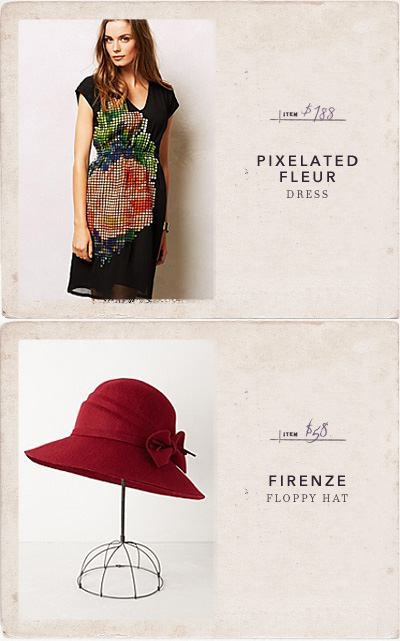 ITEM $188
PIXELATED
FLEUR
DRESS
ITEM $58
FIRENZE
FLOPPY HAT